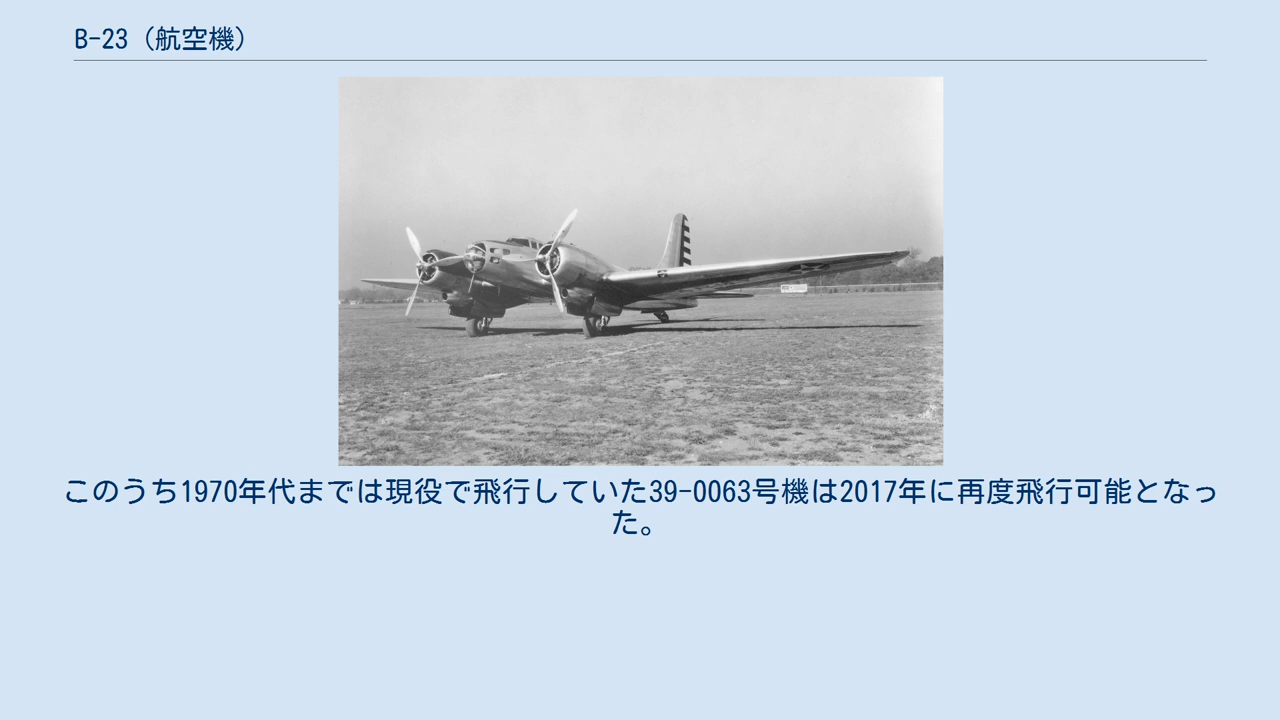 B-23（航空機）
このうち1970年代までは現役で飛行していた39-0063号機は2017年に再度飛行可能となっ
た。